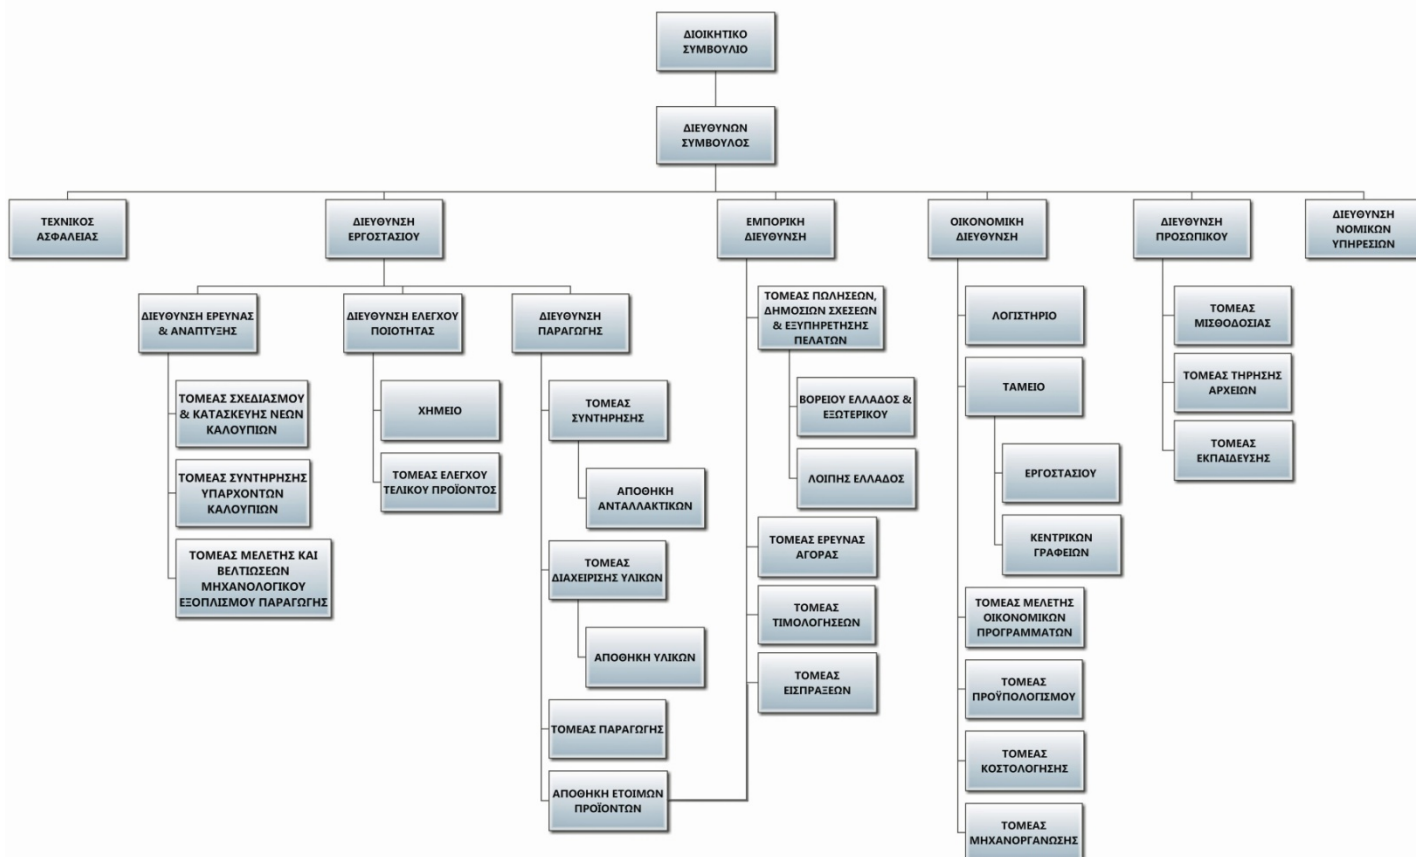 ΔΙΟΙΚΗΤΙΚΟ
ΣΥΜΒΟΥΛΙΟ
ΔΙΕΥΘΥΝΩΝ
ΣΥΜΒΟΥΛΟΣ
ΤΕΧΝΙΚΟΣ
ΑΣΦΑΛΕΙΑΣ
ΔΙΕΥΘΥΝΣΗ
ΕΡΓΟΣΤΑΣΙΟΥ
ΕΜΠΟΡΙΚΗ
ΔΙΕΥΘΥΝΣΗ
ΟΙΚΟΝΟΜΙΚΗ
ΔΙΕΥΘΥΝΣΗ
ΔΙΕΥΘΥΝΣΗ
ΠΡΟΣΩΠΙΚΟΥ
ΔΙΕΥΘΥΝΣΗ
ΝΟΜΙΚΩΝ
ΥΠΗΡΕΣΙΩΝ
ΔΙΕΥΘΥΝΣΗ ΕΡΕΥΝΑΣ
& ΑΝΑΠΤΥΞΗΣ
ΤΟΜΕΑΣ ΣΧΕΔΙΑΣΜΟΥ
& ΚΑΤΑΣΚΕΥΗΣ ΝΕΩΝ
ΚΑΛΟΥΠΙΩΝ
ΤΟΜΕΑΣ ΣΥΝΤΗΡΗΣΗΣ
ΥΠΑΡΧΟΝΤΩΝ
ΚΑΛΟΥΠΙΩΝ
ΤΟΜΕΑΣ ΜΕΛΕΤΗΣ ΚΑΙ
ΒΕΛΤΙΩΣΕΩΝ
ΜΗΧΑΝΟΛΟΓΙΚΟΥ
ΕΞΟΠΛΙΣΜΟΥ ΠΑΡΑΓΩΓΗΣ
ΔΙΕΥΘΥΝΣΗ ΕΛΕΓΧΟΥ
ΠΟΙΟΤΗΤΑΣ
ΧΗΜΕΙΟ
ΤΟΜΕΑΣ ΕΛΕΓΧΟΥ
ΤΕΛΙΚΟΥ ΠΡΟΪΟΝΤΟΣ
ΔΙΕΥΘΥΝΣΗ
ΠΑΡΑΓΩΓΗΣ
ΤΟΜΕΑΣ
ΣΥΝΤΗΡΗΣΗΣ
ΑΠΟΘΗΚΗ
ΑΝΤΑΛΛΑΚΤΙΚΩΝ
ΤΟΜΕΑΣ
ΔΙΑΧΕΙΡΙΣΗΣ ΥΛΙΚΩΝ
ΑΠΟΘΗΚΗ ΥΛΙΚΩΝ
ΤΟΜΕΑΣ ΠΑΡΑΓΩΓΗΣ
ΑΠΟΘΗΚΗ ΕΤΟΙΜΩΝ
ΠΡΟΪΟΝΤΩΝ
ΤΟΜΕΑΣ ΠΩΛΗΣΕΩΝ,
ΔΗΜΟΣΙΩΝ ΣΧΕΣΕΩΝ
& ΕΞΥΠΗΡΕΤΗΣΗΣ
ΠΕΛΑΤΩΝ
ΒΟΡΕΙΟΥ ΕΛΛΑΔΟΣ &
ΕΞΩΤΕΡΙΚΟΥ
ΛΟΙΠΗΣ ΕΛΛΑΔΟΣ
ΤΟΜΕΑΣ ΕΡΕΥΝΑΣ
ΑΓΟΡΑΣ
ΤΟΜΕΑΣ
ΤΙΜΟΛΟΓΗΣΕΩΝ
ΤΟΜΕΑΣ
ΕΙΣΠΡΑΞΕΩΝ
ΛΟΓΙΣΤΗΡΙΟ
ΤΑΜΕΙΟ
ΕΡΓΟΣΤΑΣΙΟΥ
ΚΕΝΤΡΙΚΩΝ
ΓΡΑΦΕΙΩΝ
ΤΟΜΕΑΣ ΜΕΛΕΤΗΣ
ΟΙΚΟΝΟΜΙΚΩΝ
ΠΡΟΓΡΑΜΜΑΤΩΝ
ΤΟΜΕΑΣ
ΠΡΟΫΠΟΛΟΓΙΣΜΟΥ
ΤΟΜΕΑΣ
ΚΟΣΤΟΛΟΓΗΣΗΣ
ΤΟΜΕΑΣ
ΜΗΧΑΝΟΡΓΑΝΩΣΗΣ
ΤΟΜΕΑΣ
ΜΙΣΘΟΔΟΣΙΑΣ
ΤΟΜΕΑΣ ΤΗΡΗΣΗΣ
ΑΡΧΕΙΩΝ
ΤΟΜΕΑΣ
ΕΚΠΑΙΔΕΥΣΗΣ